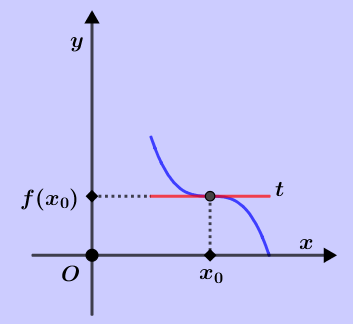 y
f(x₀)
t
x
O
x₀